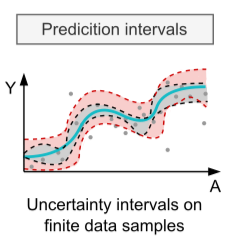 Predicition intervals
Y
A
Uncertainty intervals on
finite data samples